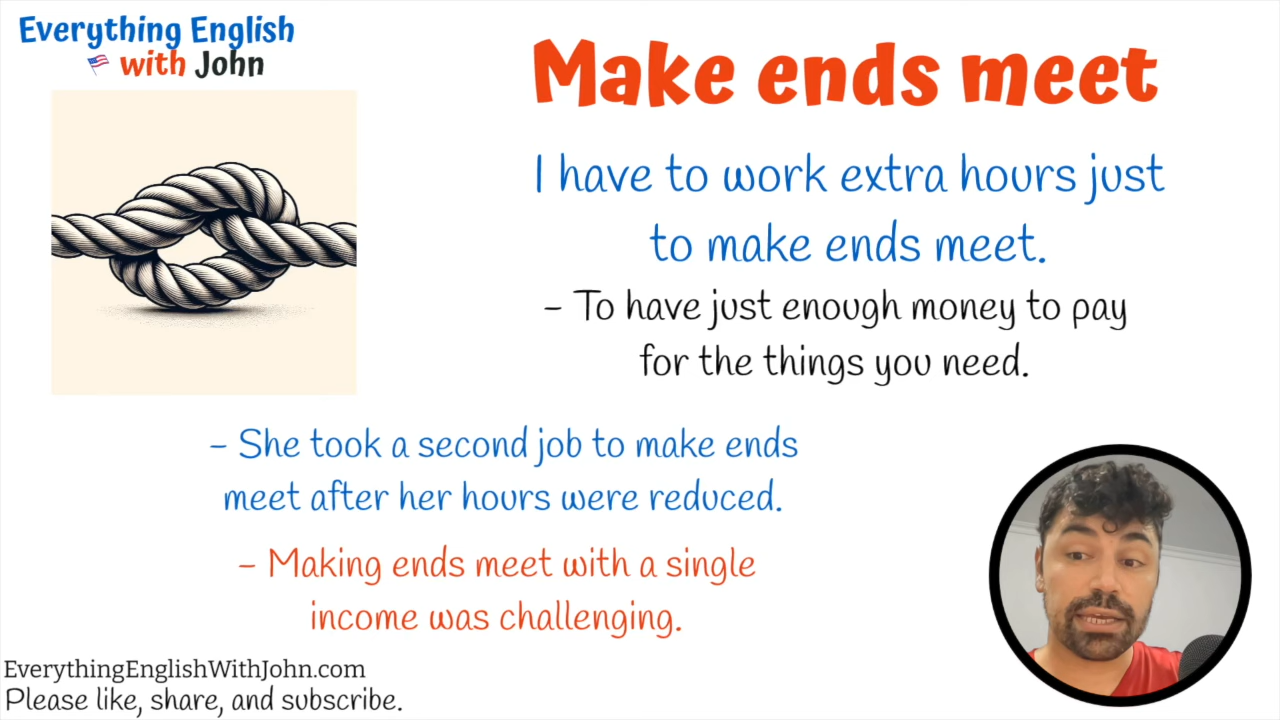 Everything English
with John
Make ends meet
I have to work extra hours just
to make ends meet.
- To have just enough money to pay
for the things you need.
- She took a second job to make ends
meet after her hours were reduced.
- Making ends meet with a single
income was challenging.
EverythingEnglishWithJohn.com
Please like, share, and subscribe.